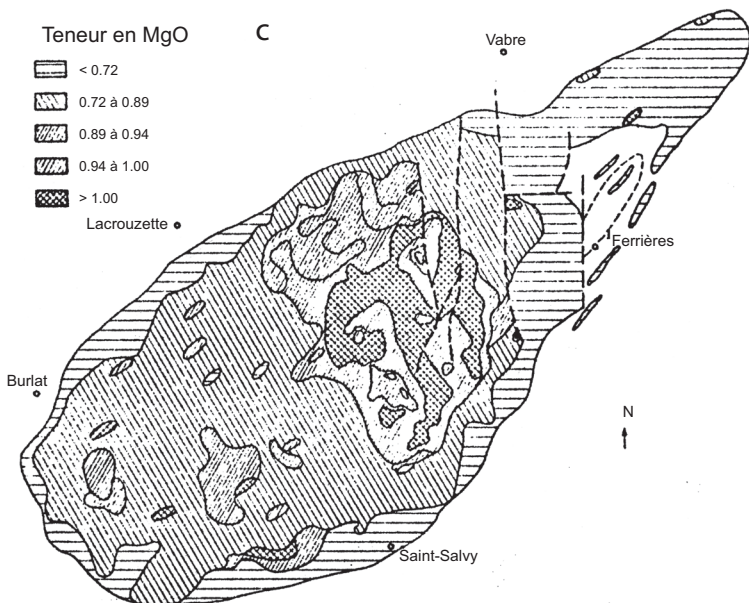 Teneur en MgO
C
< 0.72
0.72 à 0.89
0.89 à 0.94
0.94 à 1.00
> 1.00
Vabre
Lacrouzette
Ferrières
Burlat
N
Saint-Salvy